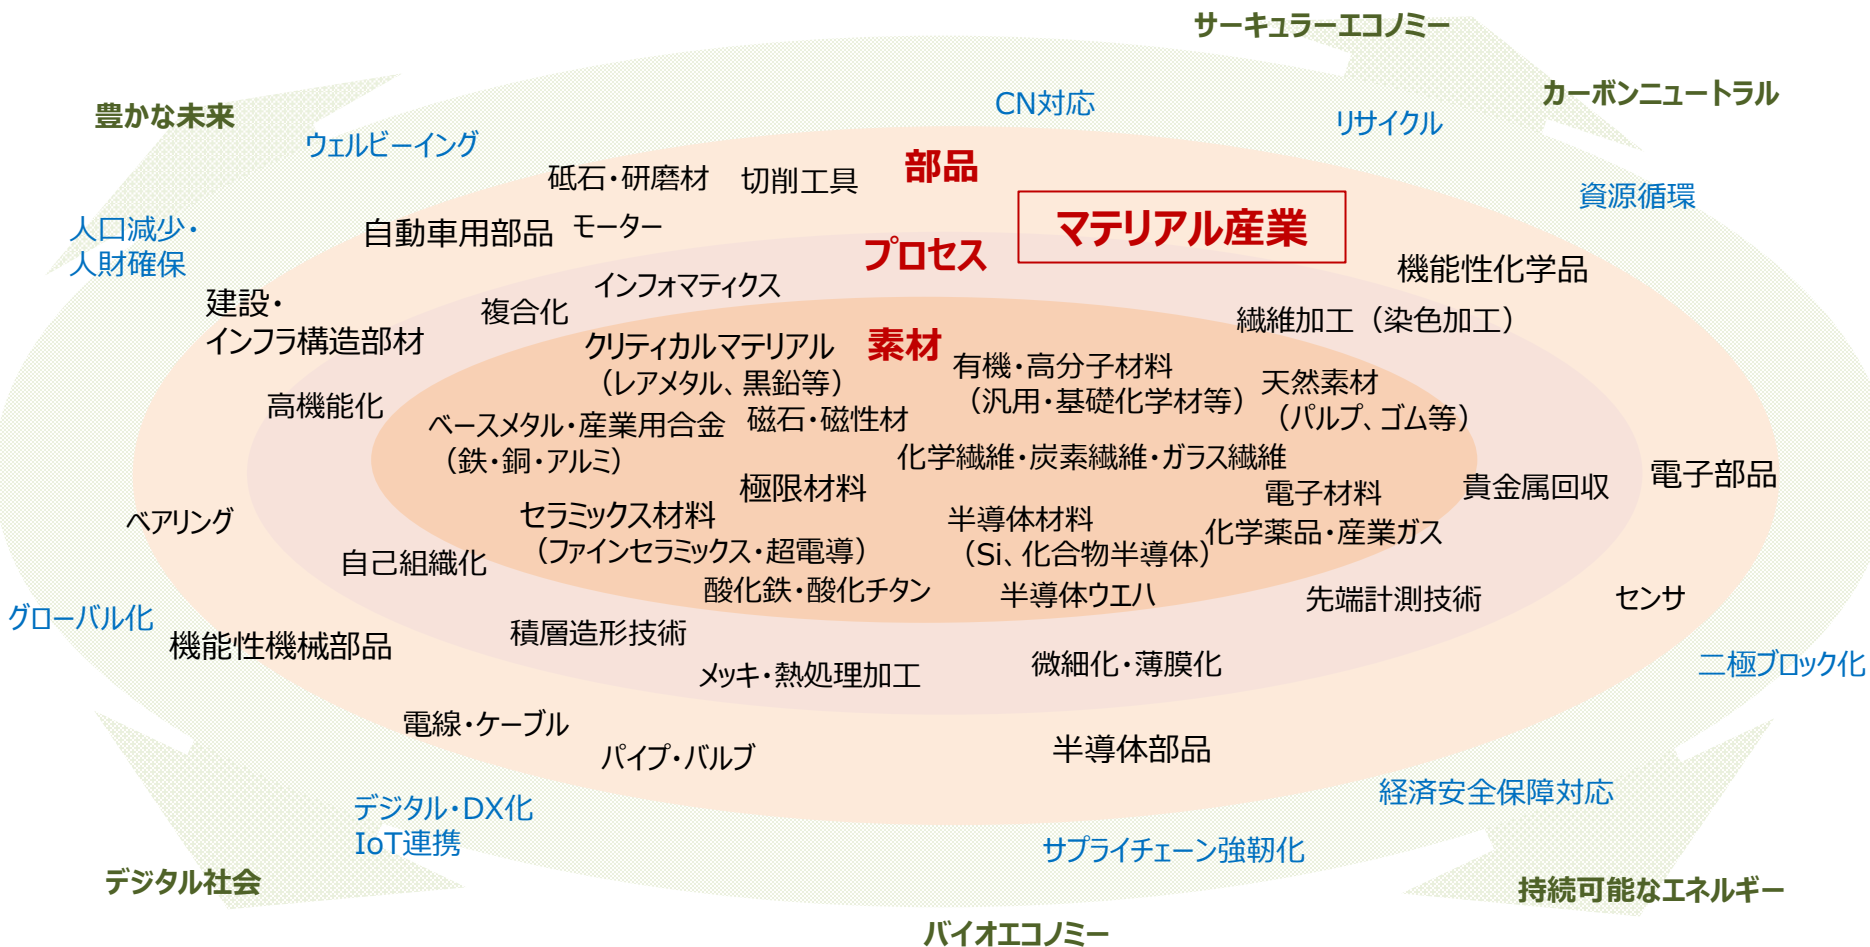 サーキュラーエコノミー
カーボンニュートラル
豊かな未来
CN対応
リサイクル
ウェルビーイング
部品
砥石・研磨材
切削工具
マテリアル産業
資源循環
人口減少・
人財確保
自動車用部品
モーター
プロセス
機能性化学品
インフォマティクス
建設・
インフラ構造部材
複合化
繊維加工（染色加工）
素材
クリティカルマテリアル
（レアメタル、黒鉛等）
有機・高分子材料
（汎用・基礎化学材等）
天然素材
（パルプ、ゴム等）
高機能化
ベースメタル・産業用合金
（鉄・銅・アルミ）
磁石・磁性材
化学繊維・炭素繊維・ガラス繊維
極限材料
電子材料
貴金属回収
電子部品
ベアリング
セラミックス材料
（ファインセラミックス・超電導）
半導体材料
（Si、化合物半導体）
化学薬品・産業ガス
自己組織化
酸化鉄・酸化チタン
半導体ウエハ
先端計測技術
センサ
グローバル化
機能性機械部品
積層造形技術
メッキ・熱処理加工
微細化・薄膜化
二極ブロック化
電線・ケーブル
パイプ・バルブ
半導体部品
デジタル・DX化
IoT連携
経済安全保障対応
サプライチェーン強靭化
デジタル社会
持続可能なエネルギー
バイオエコノミー